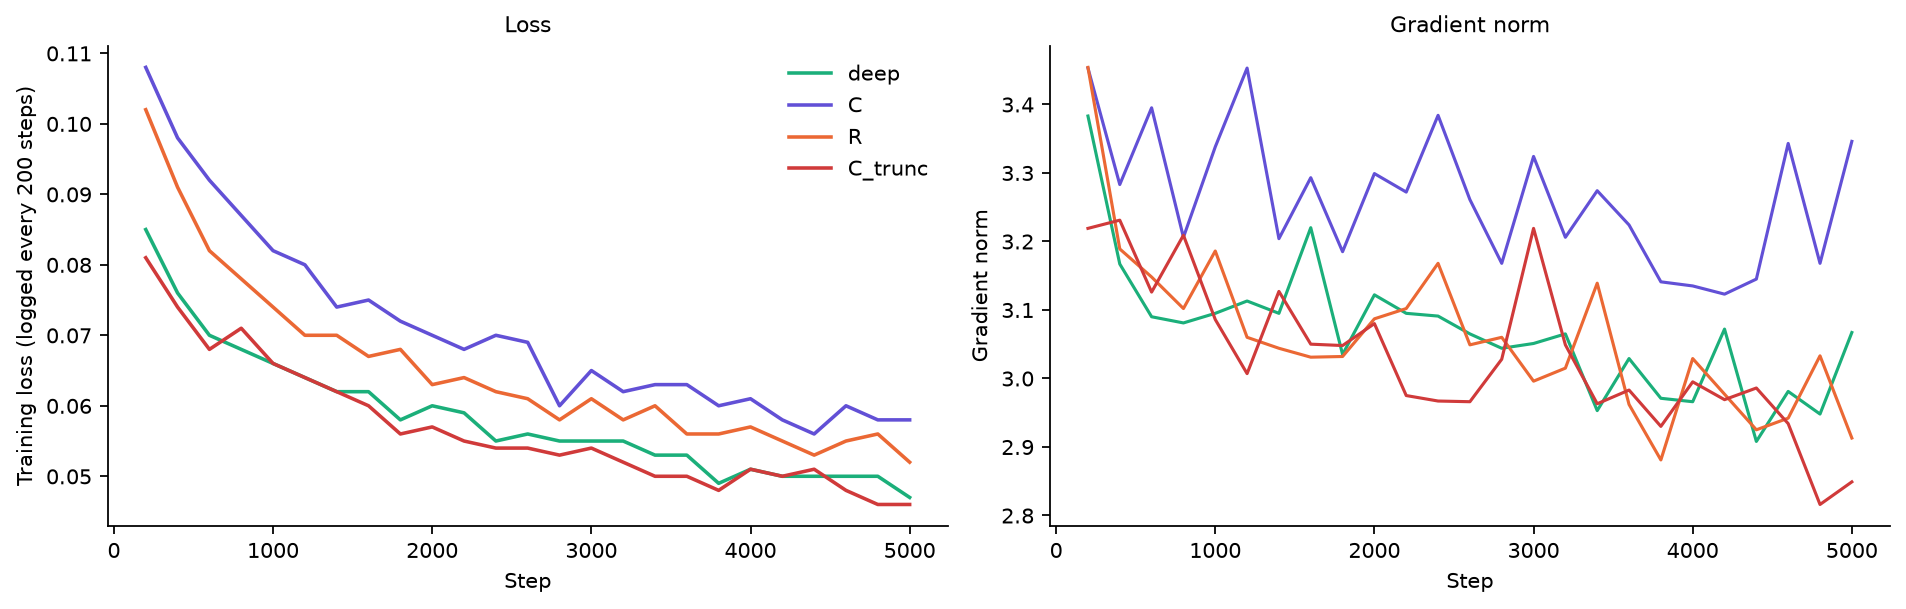 Loss
Training loss (logged every 200 steps)
0.11
0.10
0.09
0.08
0.07
0.06
0.05
0
1000
2000
3000
4000
5000
Step
deep
C
R
C_trunc
Gradient norm
Gradient norm
3.4
3.3
3.2
3.1
3.0
2.9
2.8
0
1000
2000
3000
4000
5000
Step